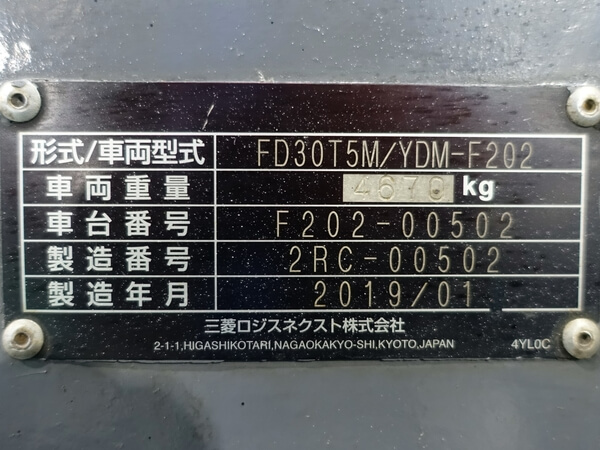 形式/車両型式 FD30T5M/YDM-F202
車両重量 4670 kg
車台番号 F202-00502
製造番号 2RC-00502
製造年月 2019/01
三菱ロジスネクスト株式会社
2-1-1,HIGASHIKOTARI,NAGAOKAKYO-SHI,KYOTO,JAPAN 4YL0C